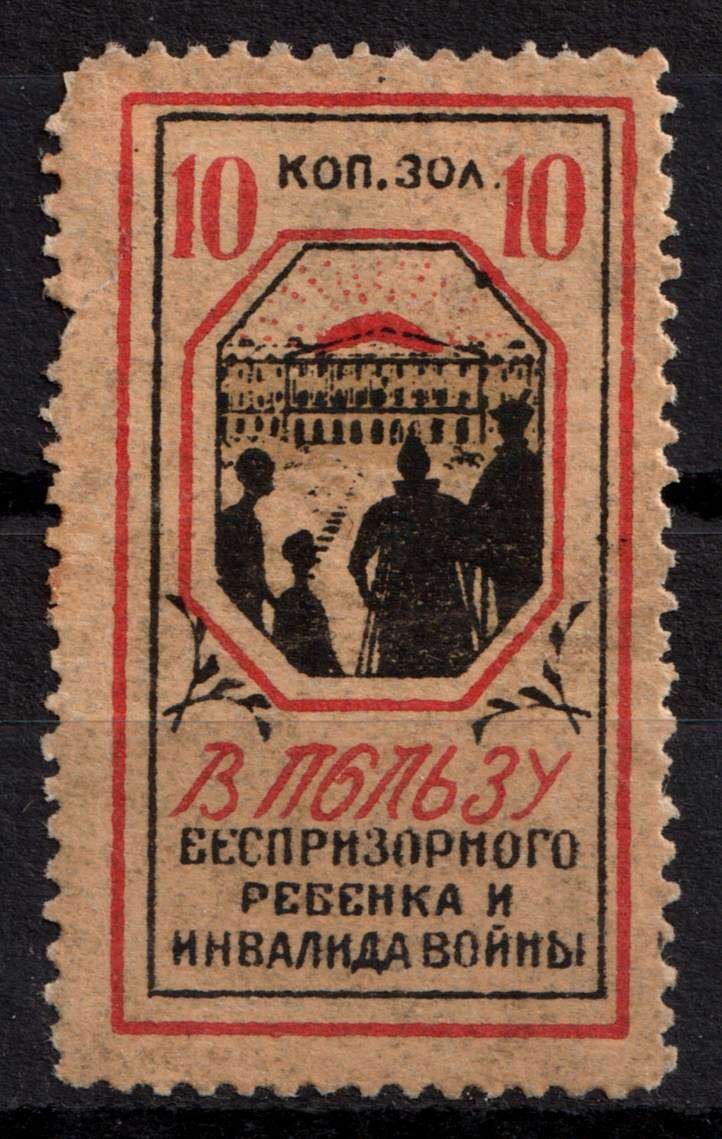 10 КОП. ЗОЛ. 10
В ПОЛЬЗУ
БЕСПРИЗОРНОГО
РЕБЕНКА И
ИНВАЛИДА ВОЙНЫ